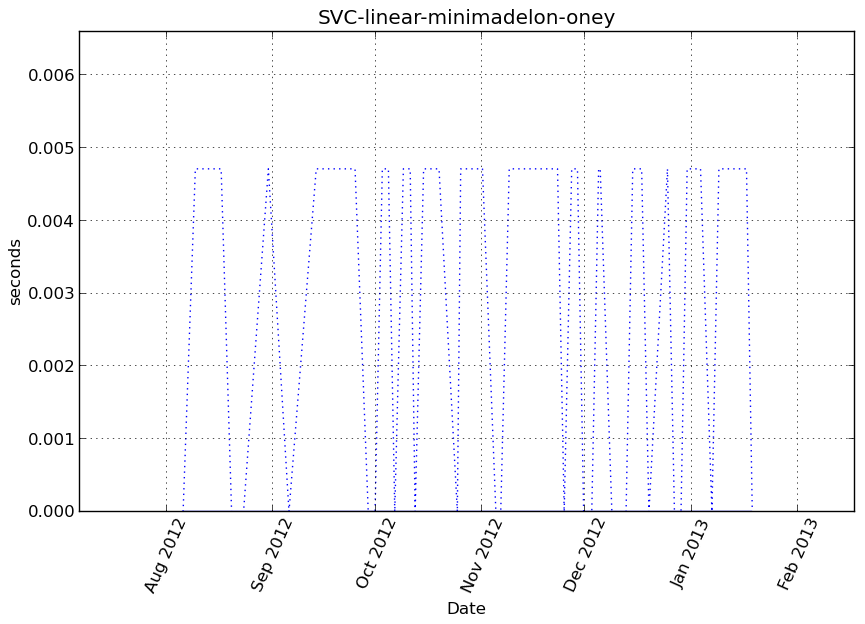 SVC-linear-minimadelon-oney
0.006
0.005
0.004
0.003
0.002
0.001
0.000
seconds
Aug 2012
Sep 2012
Oct 2012
Nov 2012
Dec 2012
Jan 2013
Feb 2013
Date